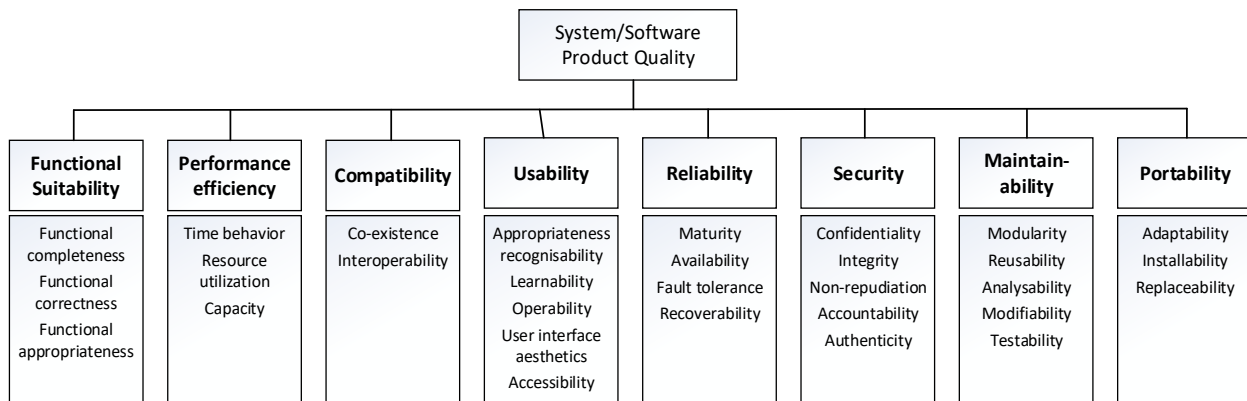 System/Software
Product Quality
Functional
Suitability
Performance
efficiency
Compatibility
Usability
Reliability
Security
Maintain-
ability
Portability
Functional
completeness
Functional
correctness
Functional
appropriateness
Time behavior
Resource
utilization
Capacity
Co-existence
Interoperability
Appropriateness
recognisability
Learnability
Operability
User interface
aesthetics
Accessibility
Maturity
Availability
Fault tolerance
Recoverability
Confidentiality
Integrity
Non-repudiation
Accountability
Authenticity
Modularity
Reusability
Analysability
Modifiability
Testability
Adaptability
Installability
Replaceability